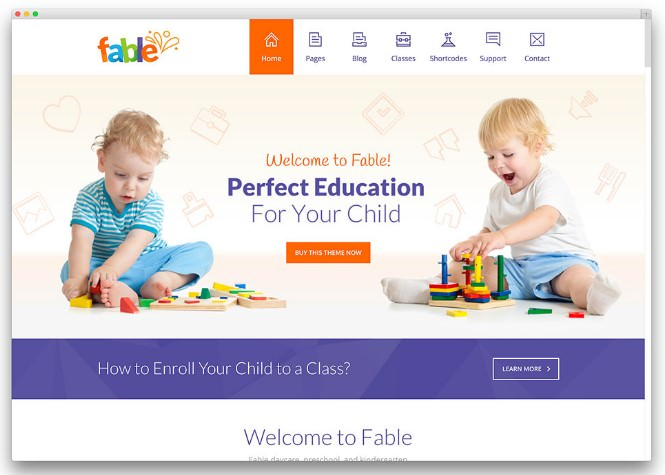 fable
Home
Pages
Blog
Classes
Shortcodes
Support
Contact
Welcome to Fable!
Perfect Education
For Your Child
BUY THIS THEME NOW
How to Enroll Your Child to a Class?
LEARN MORE
Welcome to Fable
Fable daycare, preschool, and kindergarten